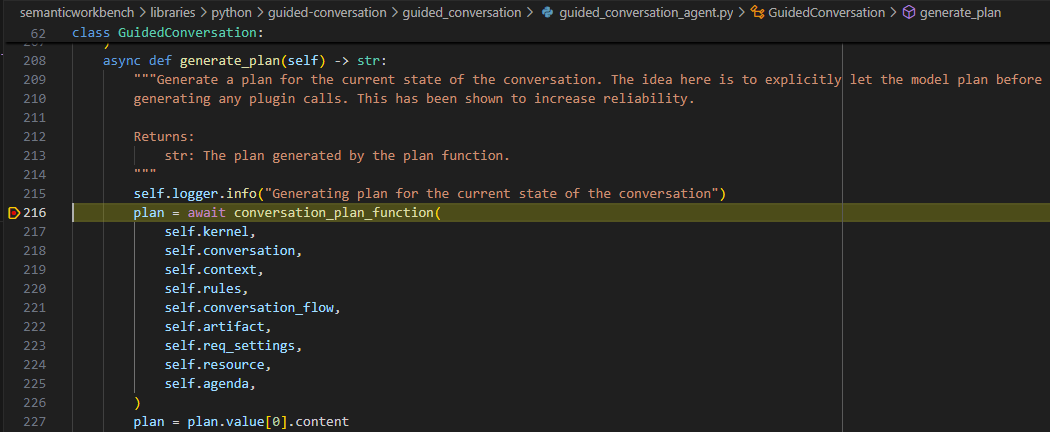 semanticworkbench > libraries > python > guided-conversation > guided_conversation > guided_conversation_agent.py > GuidedConversation > generate_plan
62 class GuidedConversation:
207 )
208 async def generate_plan(self) -> str:
209 """Generate a plan for the current state of the conversation. The idea here is to explicitly let the model plan before
210 generating any plugin calls. This has been shown to increase reliability.
211
212 Returns:
213 str: The plan generated by the plan function.
214 """
215 self.logger.info("Generating plan for the current state of the conversation")
216 plan = await conversation_plan_function(
217 self.kernel,
218 self.conversation,
219 self.context,
220 self.rules,
221 self.conversation_flow,
222 self.artifact,
223 self.req_settings,
224 self.resource,
225 self.agenda,
226 )
227 plan = plan.value[0].content